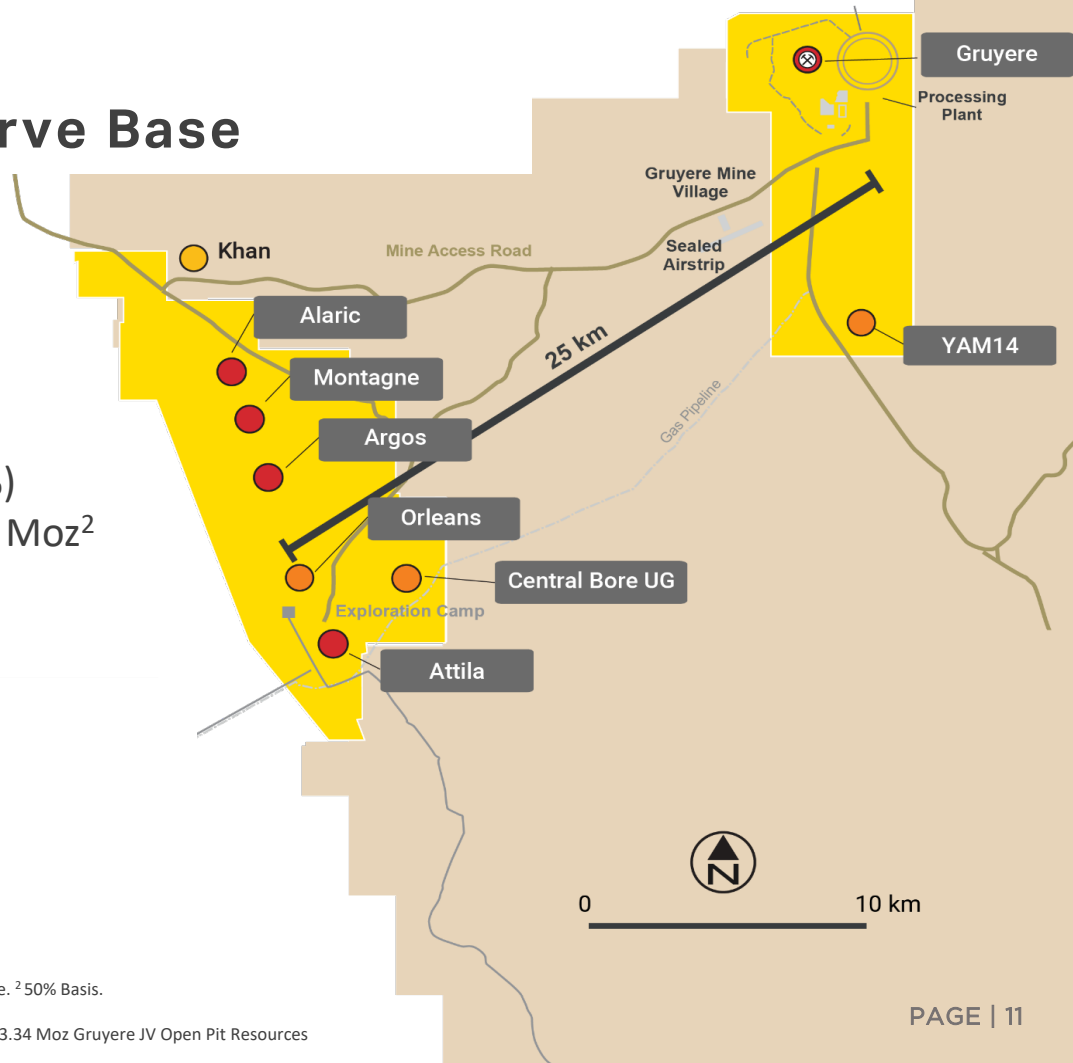 rve Base
Gruyere
Processing
Plant
Gruyere Mine
Village
Sealed
Airstrip
Khan
Mine Access Road
Alaric
Montagne
Argos
25 km
YAM14
Gas Pipeline
)
Moz²
Orleans
Central Bore UG
Exploration Camp
Attila
N
0 10 km
e. ² 50% Basis.
3.34 Moz Gruyere JV Open Pit Resources
PAGE | 11